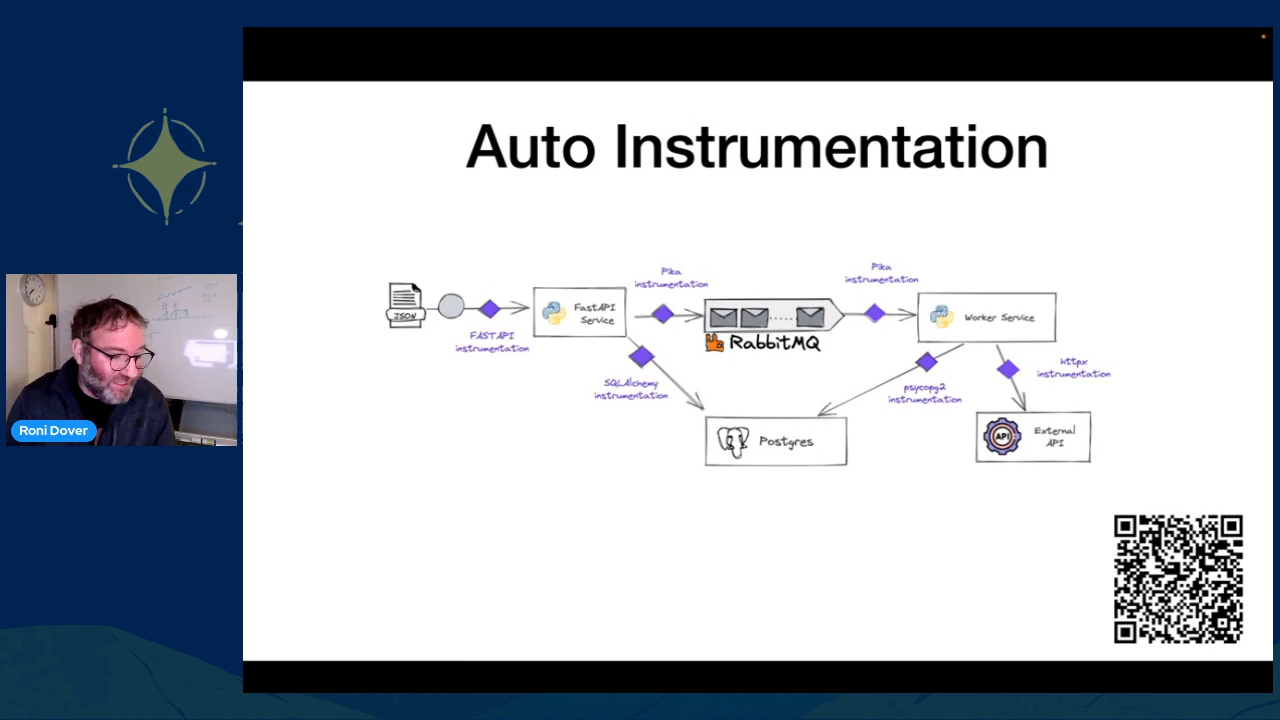 Auto Instrumentation
Pika
instrumentation
Pika
instrumentation
JSON
FastAPI
Service
Worker Service
FASTAPI
instrumentation
RabbitMQ
httpx
instrumentation
SQLAlchemy
instrumentation
psycopg2
instrumentation
Postgres
API
External
API
Roni Dover